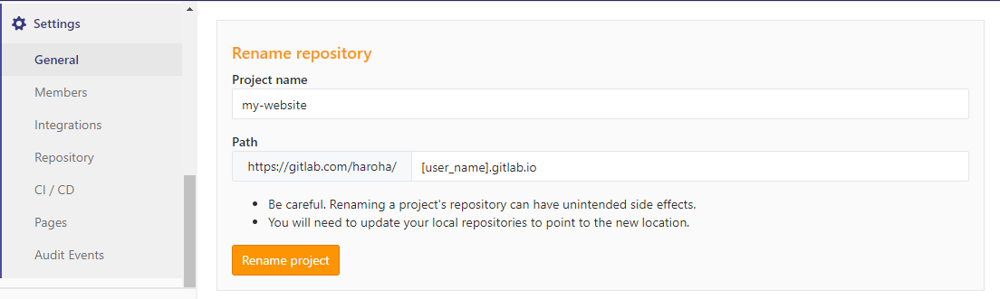 Settings
General
Members
Integrations
Repository
CI / CD
Pages
Audit Events
Rename repository
Project name
my-website
Path
https://gitlab.com/haroha/ [user_name].gitlab.io
Be careful. Renaming a project's repository can have unintended side effects.
You will need to update your local repositories to point to the new location.
Rename project